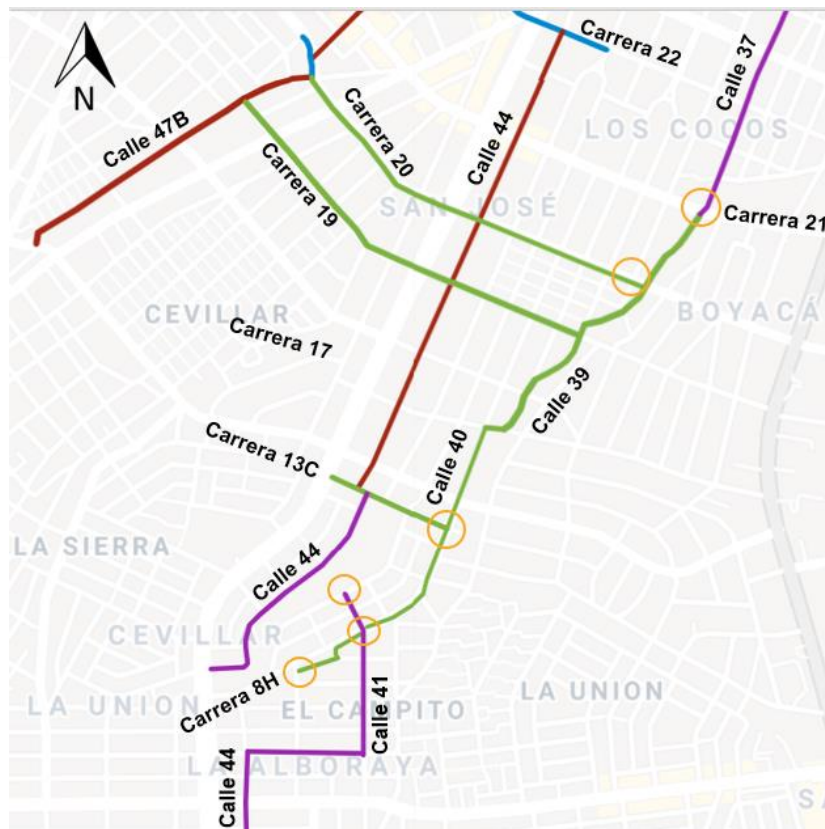 N
Carrera 22
Calle 37
Calle 47B
Carrera 20
Calle 44
LOS COCOS
Carrera 19
SAN JOSÉ
Carrera 21
CEVILLAR
Carrera 17
BOYACÁ
Calle 39
Carrera 13C
Calle 40
LA SIERRA
Calle 44
CEVILLAR
Carrera 8H
LA UNION
EL CAMPITO
Calle 41
LA UNION
LA ALBORAYA
Calle 44
SA